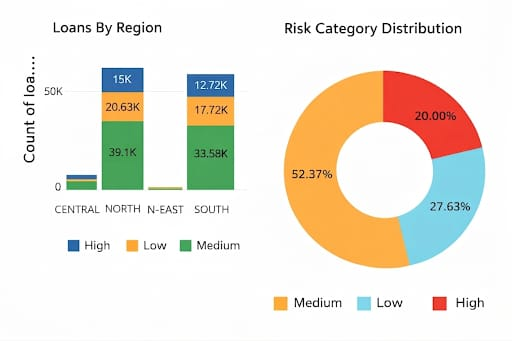 Loans By Region
Count of loa....
50K
0
15K
20.63K
39.1K
12.72K
17.72K
33.58K
CENTRAL NORTH N-EAST SOUTH
High Low Medium
Risk Category Distribution
20.00%
52.37%
27.63%
Medium Low High